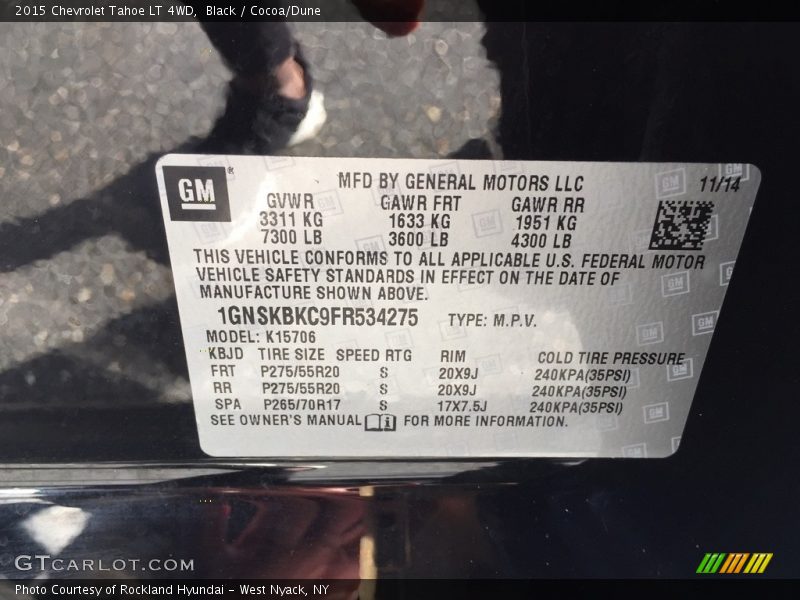 2015 Chevrolet Tahoe LT 4WD,  Black / Cocoa/Dune
GM®
MFD BY GENERAL MOTORS LLC 11/14
GVWR GAWR FRT GAWR RR
3311 KG 1633 KG 1951 KG
7300 LB 3600 LB 4300 LB
THIS VEHICLE CONFORMS TO ALL APPLICABLE U.S. FEDERAL MOTOR
VEHICLE SAFETY STANDARDS IN EFFECT ON THE DATE OF
MANUFACTURE SHOWN ABOVE.
1GNSKBKC9FR534275 TYPE: M.P.V.
MODEL: K15706
KBJD TIRE SIZE SPEED RTG RIM COLD TIRE PRESSURE
FRT P275/55R20 S 20X9J 240KPA(35PSI)
RR P275/55R20 S 20X9J 240KPA(35PSI)
SPA P265/70R17 S 17X7.5J 240KPA(35PSI)
SEE OWNER'S MANUAL FOR MORE INFORMATION.
GTCARLOT.COM
Photo Courtesy of Rockland Hyundai - West Nyack, NY